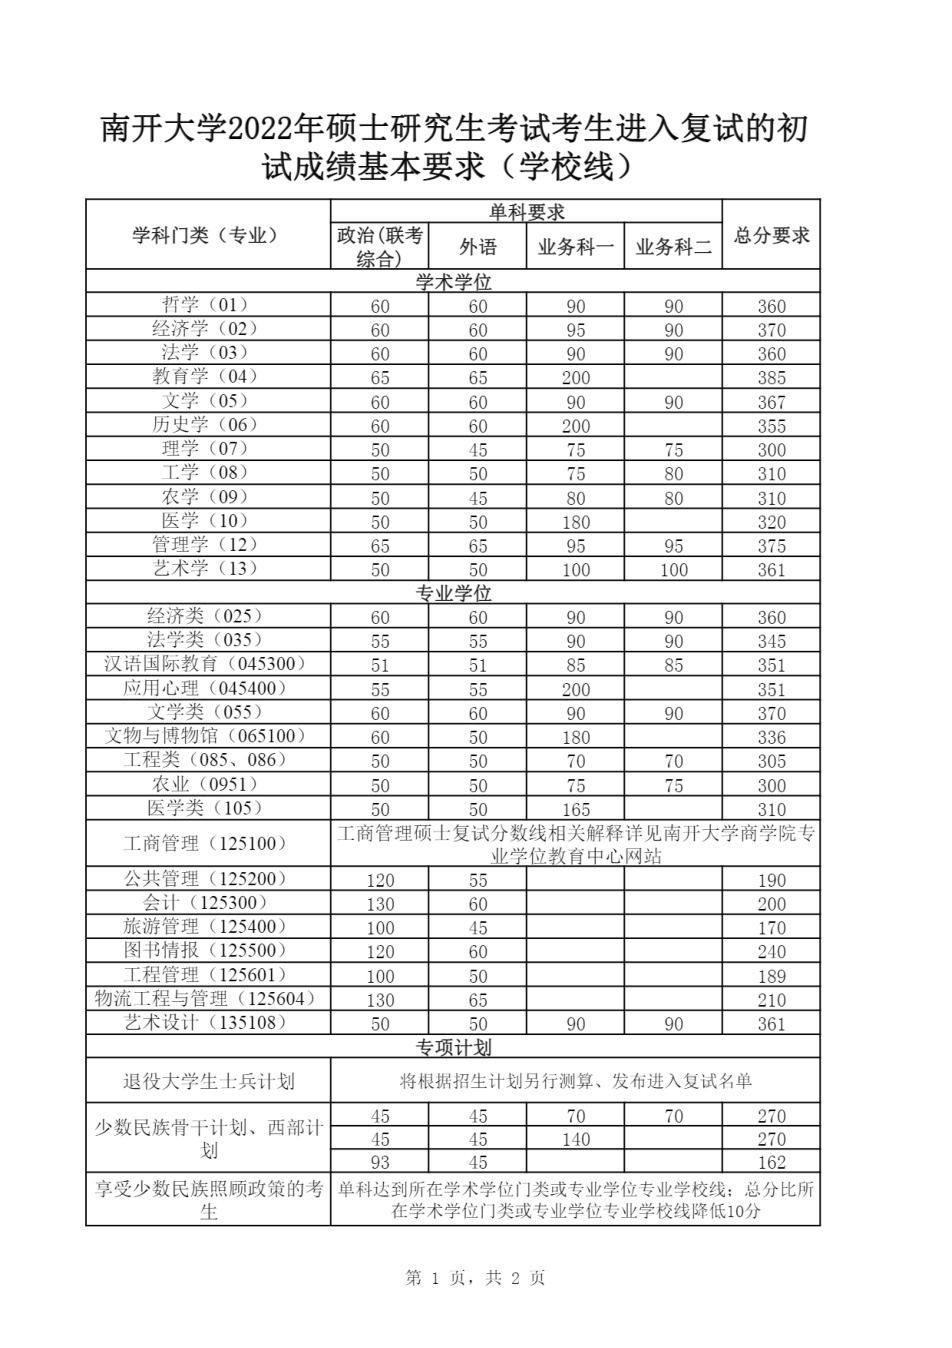 南开大学2022年硕士研究生考试考生进入复试的初
试成绩基本要求（学校线）
学科门类（专业） 单科要求 总分要求
政治(联考综合) 外语 业务科一 业务科二
学术学位
哲学（01） 60 60 90 90 360
经济学（02） 60 60 95 90 370
法学（03） 60 60 90 90 360
教育学（04） 65 65 200 385
文学（05） 60 60 90 90 367
历史学（06） 60 60 200 355
理学（07） 50 45 75 75 300
工学（08） 50 50 75 80 310
农学（09） 50 45 80 80 310
医学（10） 50 50 180 320
管理学（12） 65 65 95 95 375
艺术学（13） 50 50 100 100 361
专业学位
经济类（025） 60 60 90 90 360
法学类（035） 55 55 90 90 345
汉语国际教育（045300） 51 51 85 85 351
应用心理（045400） 55 55 200 351
文学类（055） 60 60 90 90 370
文物与博物馆（065100） 60 50 180 336
工程类（085、086） 50 50 70 70 305
农业（0951） 50 50 75 75 300
医学类（105） 50 50 165 310
工商管理（125100） 工商管理硕士复试分数线相关解释详见南开大学商学院专
业学位教育中心网站
公共管理（125200） 120 55 190
会计（125300） 130 60 200
旅游管理（125400） 100 45 170
图书情报（125500） 120 60 240
工程管理（125601） 100 50 189
物流工程与管理（125604） 130 65 210
艺术设计（135108） 50 50 90 90 361
专项计划
退役大学生士兵计划 将根据招生计划另行测算、发布进入复试名单
少数民族骨干计划、西部计
划
45 45 70 70 270
45 45 140 270
93 45 162
享受少数民族照顾政策的考
生
单科达到所在学术学位门类或专业学位专业学校线；总分比所
在学术学位门类或专业学位专业学校线降低10分
第 1 页，共 2 页